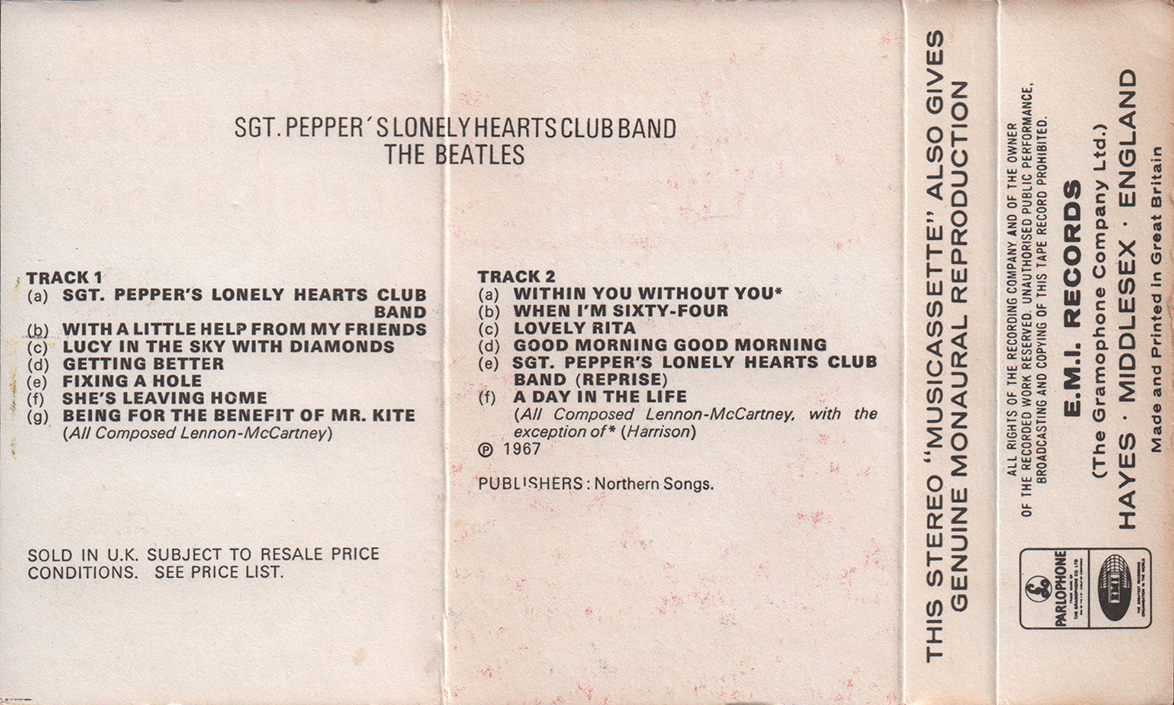 SGT. PEPPER´S LONELY HEARTS CLUB BAND
THE BEATLES
TRACK 1
(a) SGT. PEPPER'S LONELY HEARTS CLUB
BAND
(b) WITH A LITTLE HELP FROM MY FRIENDS
(c) LUCY IN THE SKY WITH DIAMONDS
(d) GETTING BETTER
(e) FIXING A HOLE
(f) SHE'S LEAVING HOME
(g) BEING FOR THE BENEFIT OF MR. KITE
(All Composed Lennon-McCartney)
SOLD IN U.K. SUBJECT TO RESALE PRICE
CONDITIONS. SEE PRICE LIST.
TRACK 2
(a) WITHIN YOU WITHOUT YOU*
(b) WHEN I'M SIXTY-FOUR
(c) LOVELY RITA
(d) GOOD MORNING GOOD MORNING
(e) SGT. PEPPER'S LONELY HEARTS CLUB
BAND (REPRISE)
(f) A DAY IN THE LIFE
(All Composed Lennon-McCartney, with the
exception of * (Harrison)
℗ 1967
PUBLISHERS : Northern Songs.
THIS STEREO "MUSICASSETTE" ALSO GIVES
GENUINE MONAURAL REPRODUCTION
ALL RIGHTS OF THE RECORDING COMPANY AND OF THE OWNER
OF THE RECORDED WORK RESERVED. UNAUTHORISED PUBLIC PERFORMANCE,
BROADCASTING AND COPYING OF THIS TAPE RECORD PROHIBITED.
E.M.I. RECORDS
(The Gramophone Company Ltd.)
HAYES · MIDDLESEX · ENGLAND
Made and Printed in Great Britain
£
PARLOPHONE
EMI
THE GREATEST RECORDING
ORGANISATION IN THE WORLD